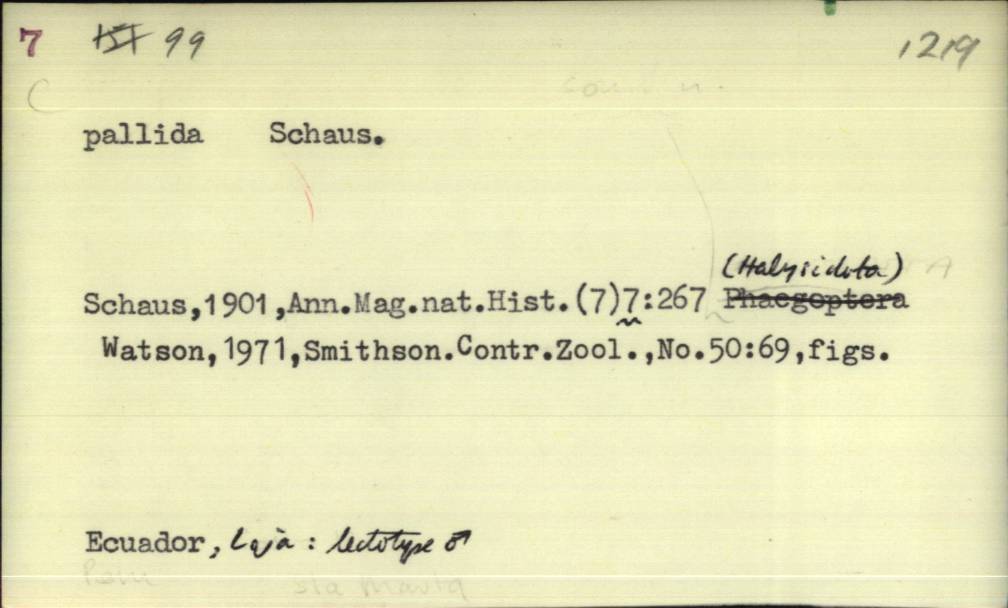 7 99 1219
C
pallida Schaus.
(Halysidota)
Schaus,1901,Ann.Mag.nat.Hist.(7)7:267 Phaegoptera
Watson,1971,Smithson.Contr.Zool.,No.50:69,figs.
Ecuador, Loja : lectotype ♂